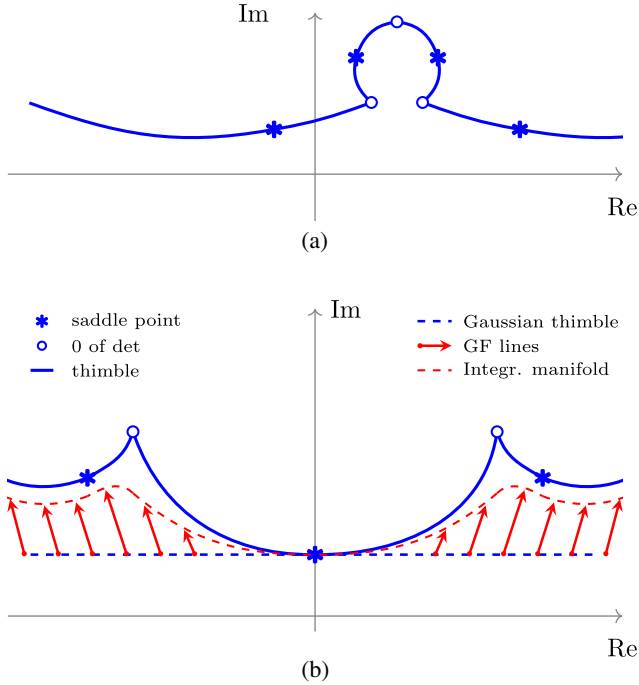 Im
Re
(a)
Im
saddle point
0 of det
thimble
Gaussian thimble
GF lines
Integr. manifold
Re
(b)